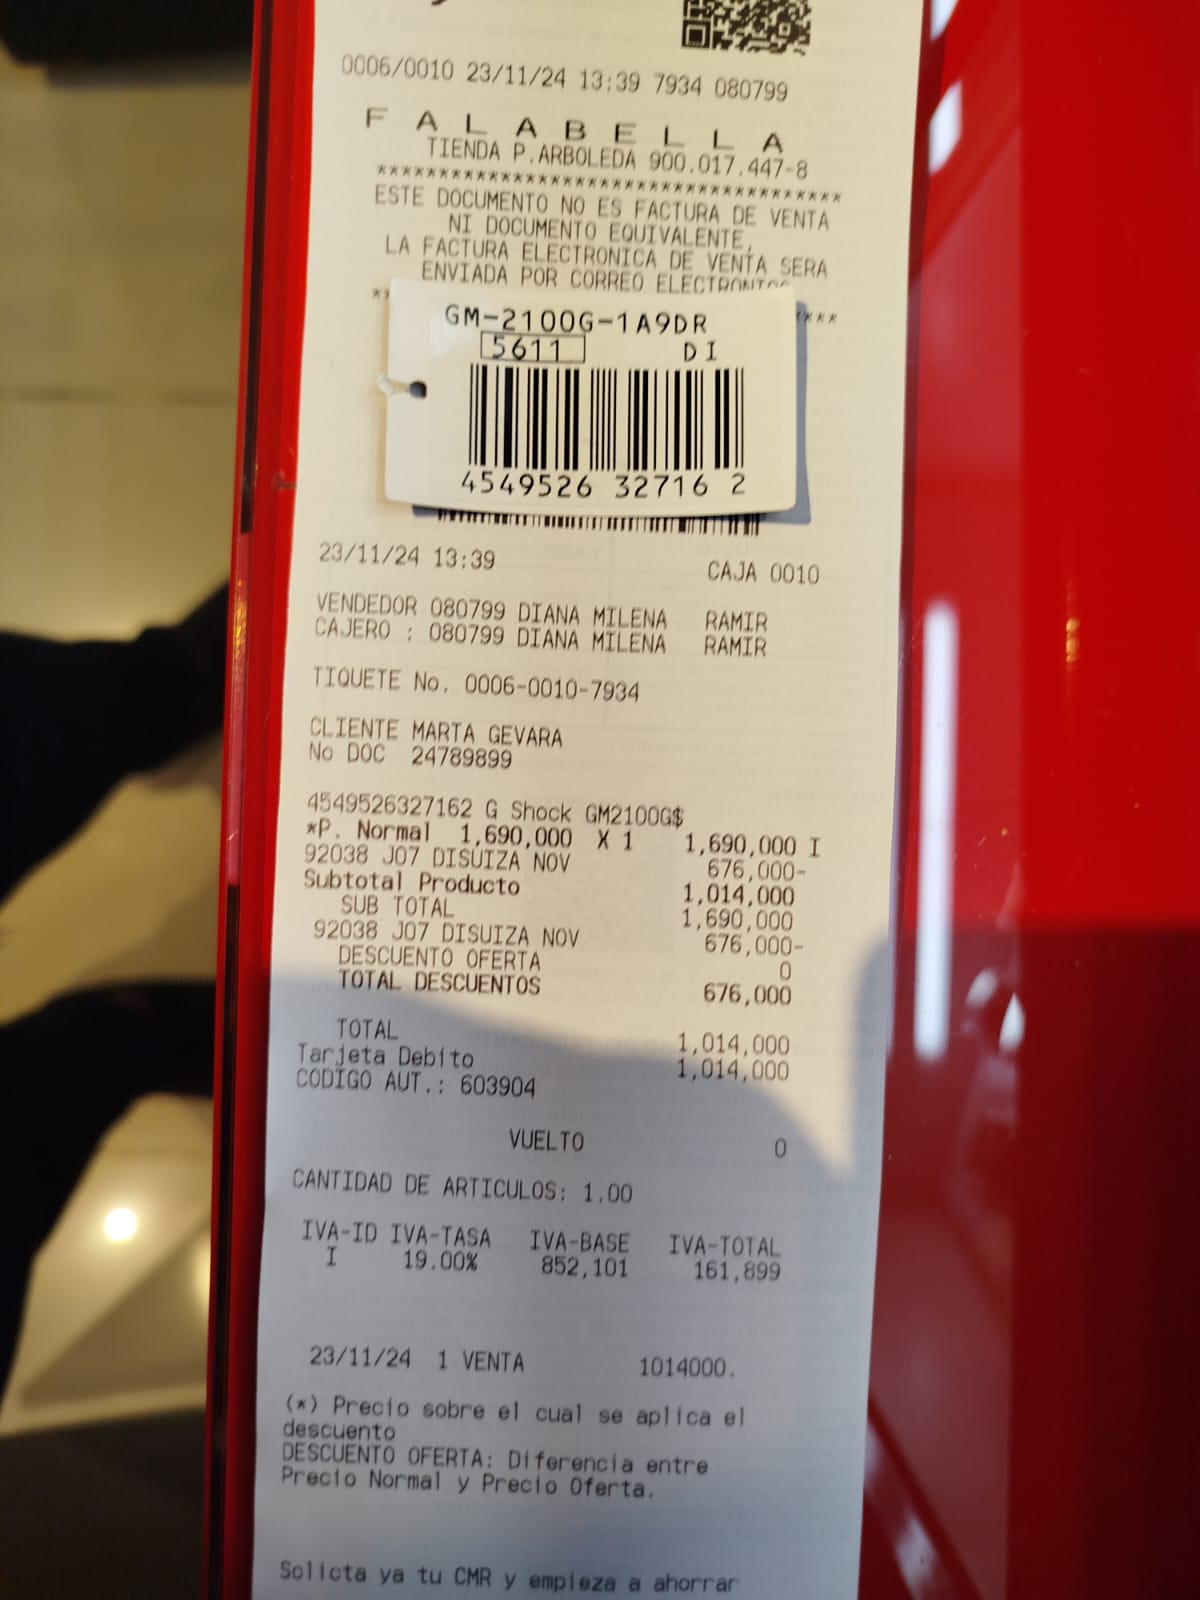 0006/0010 23/11/24 13:39 7934 080799
FALABELLA
TIENDA P.ARBOLEDA 900.017.447-8
****************************************
ESTE DOCUMENTO NO ES FACTURA DE VENTA
NI DOCUMENTO EQUIVALENTE,
LA FACTURA ELECTRONICA DE VENTA SERA
ENVIADA POR CORREO ELECTRONICO
GM-2100G-1A9DR
5611 DI
4549526 32716 2
23/11/24 13:39 CAJA 0010
VENDEDOR 080799 DIANA MILENA RAMIR
CAJERO : 080799 DIANA MILENA RAMIR
TIQUETE No. 0006-0010-7934
CLIENTE MARTA GEVARA
No DOC 24789899
4549526327162 G Shock GM2100G$
*P. Normal 1,690,000 X 1 1,690,000 I
92038 J07 DISUIZA NOV 676,000-
Subtotal Producto 1,014,000
SUB TOTAL 1,690,000
92038 J07 DISUIZA NOV 676,000-
DESCUENTO OFERTA 0
TOTAL DESCUENTOS 676,000
TOTAL 1,014,000
Tarjeta Debito 1,014,000
CODIGO AUT.: 603904
VUELTO 0
CANTIDAD DE ARTICULOS: 1.00
IVA-ID IVA-TASA IVA-BASE IVA-TOTAL
I 19.00% 852,101 161,899
23/11/24 1 VENTA 1014000.
(*) Precio sobre el cual se aplica el
descuento
DESCUENTO OFERTA: Diferencia entre
Precio Normal y Precio Oferta.
Solicta ya tu CMR y empieza a ahorrar